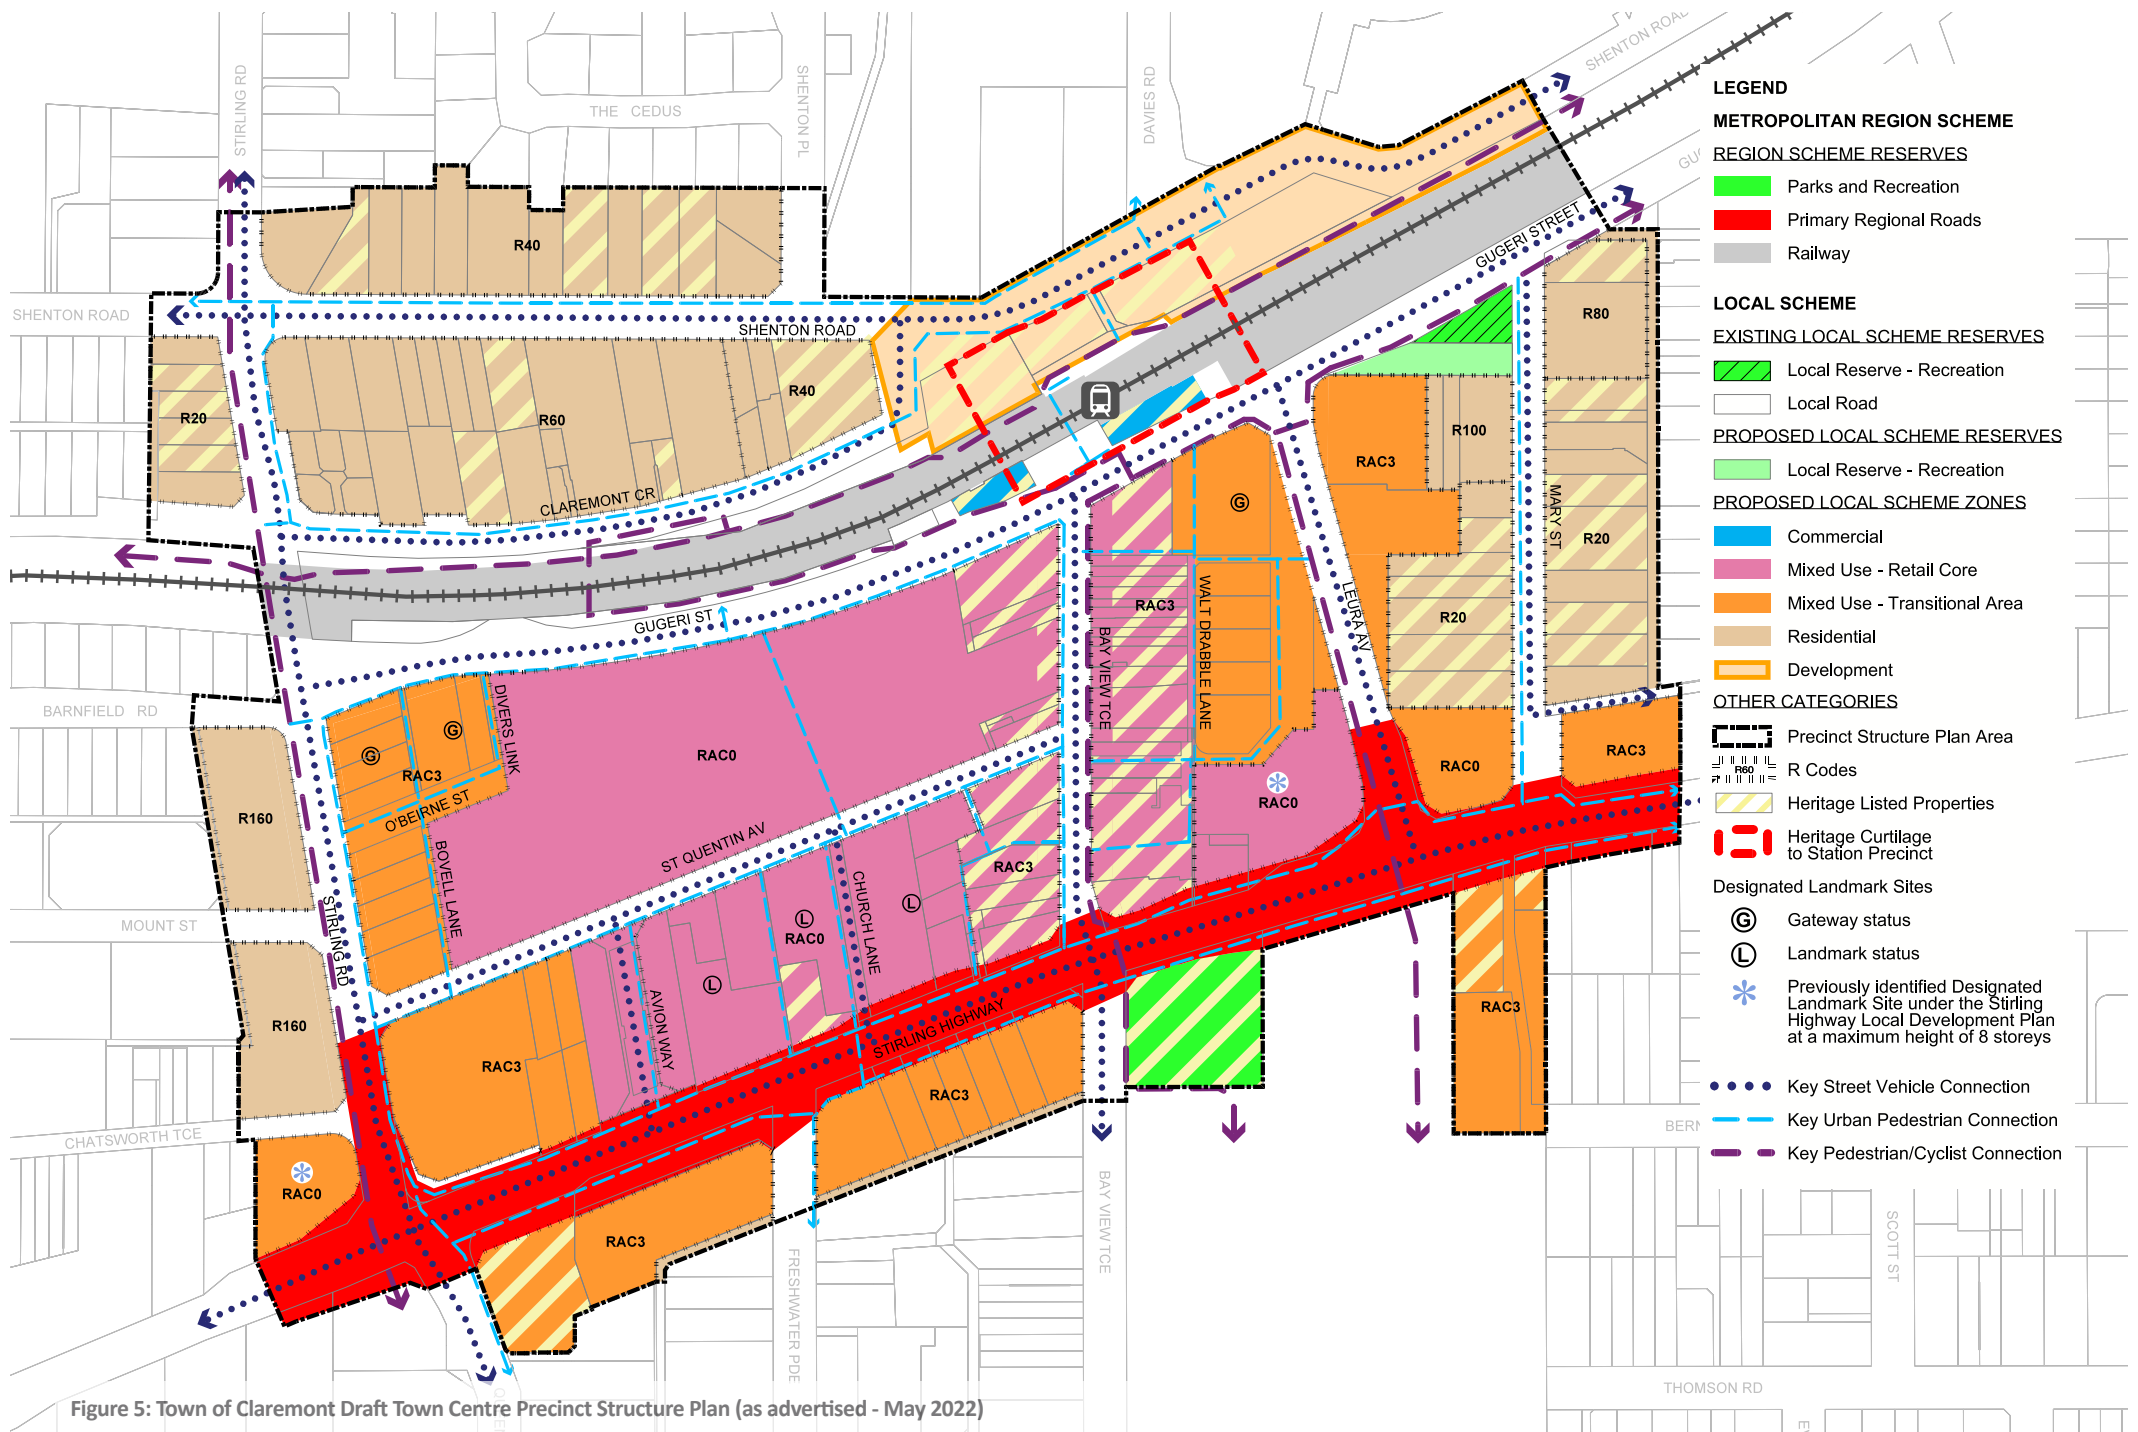 SHENTON ROAD
STIRLING RD
THE CEDUS
SHENTON PL
DAVIES RD
R40
GUGERI STREET
SHENTON ROAD
SHENTON ROAD
R20
R60
R40
CLAREMONT CR
R80
RAC3
R100
MARY ST
R20
R20
G
GUGERI ST
BAY VIEW TCE
RAC3
WALT DRABBLE LANE
LEURA AV
BARNFIELD RD
DIVERS LINK
G
G
RAC3
O'BEIRNE ST
RAC0
RAC0
RAC0
RAC3
R160
BOVELL LANE
ST QUENTIN AV
RAC3
MOUNT ST
STIRLING RD
CHURCH LANE
L
L
RAC0
L
R160
AVION WAY
STIRLING HIGHWAY
RAC3
RAC3
RAC3
CHATSWORTH TCE
RAC0
RAC3
FRESHWATER PDE
BAY VIEW TCE
SCOTT ST
THOMSON RD
LEGEND
METROPOLITAN REGION SCHEME
REGION SCHEME RESERVES
Parks and Recreation
Primary Regional Roads
Railway
LOCAL SCHEME
EXISTING LOCAL SCHEME RESERVES
Local Reserve - Recreation
Local Road
PROPOSED LOCAL SCHEME RESERVES
Local Reserve - Recreation
PROPOSED LOCAL SCHEME ZONES
Commercial
Mixed Use - Retail Core
Mixed Use - Transitional Area
Residential
Development
OTHER CATEGORIES
Precinct Structure Plan Area
R60
R Codes
Heritage Listed Properties
Heritage Curtilage
to Station Precinct
Designated Landmark Sites
G
Gateway status
L
Landmark status
Previously identified Designated
Landmark Site under the Stirling
Highway Local Development Plan
at a maximum height of 8 storeys
Key Street Vehicle Connection
Key Urban Pedestrian Connection
Key Pedestrian/Cyclist Connection
Figure 5: Town of Claremont Draft Town Centre Precinct Structure Plan (as advertised - May 2022)